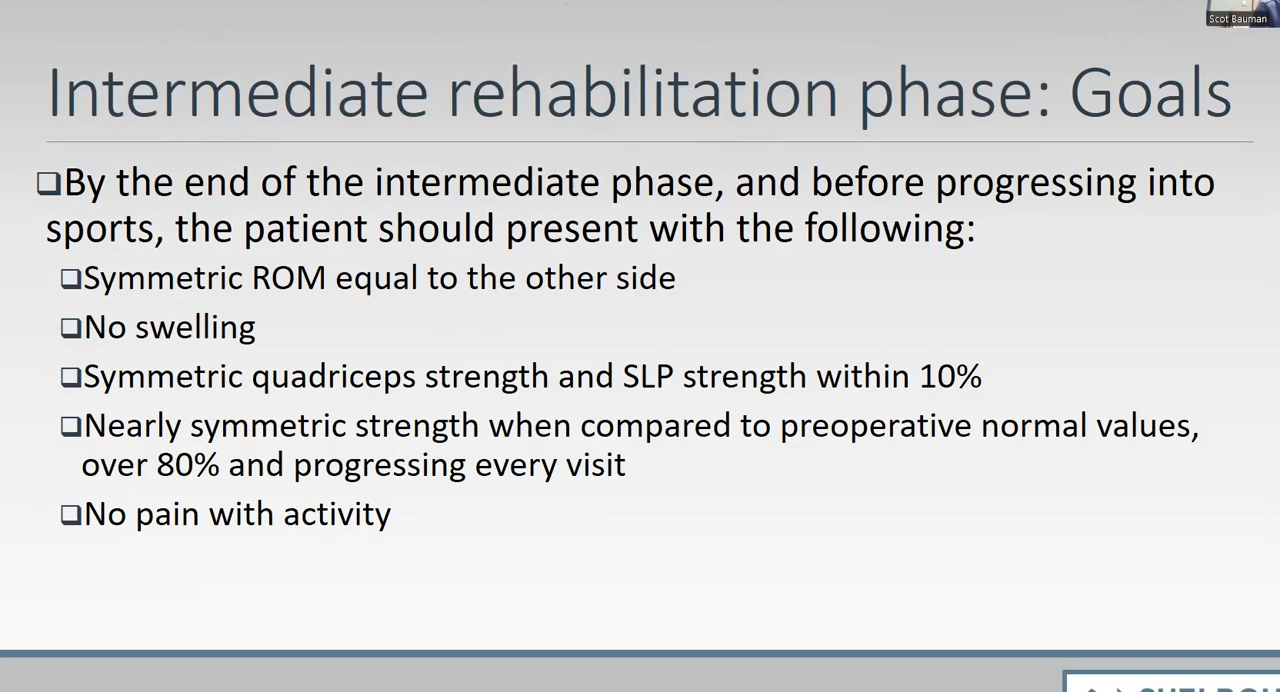 Scot Bauman
Intermediate rehabilitation phase: Goals
❑By the end of the intermediate phase, and before progressing into
sports, the patient should present with the following:
❑Symmetric ROM equal to the other side
❑No swelling
❑Symmetric quadriceps strength and SLP strength within 10%
❑Nearly symmetric strength when compared to preoperative normal values,
over 80% and progressing every visit
❑No pain with activity